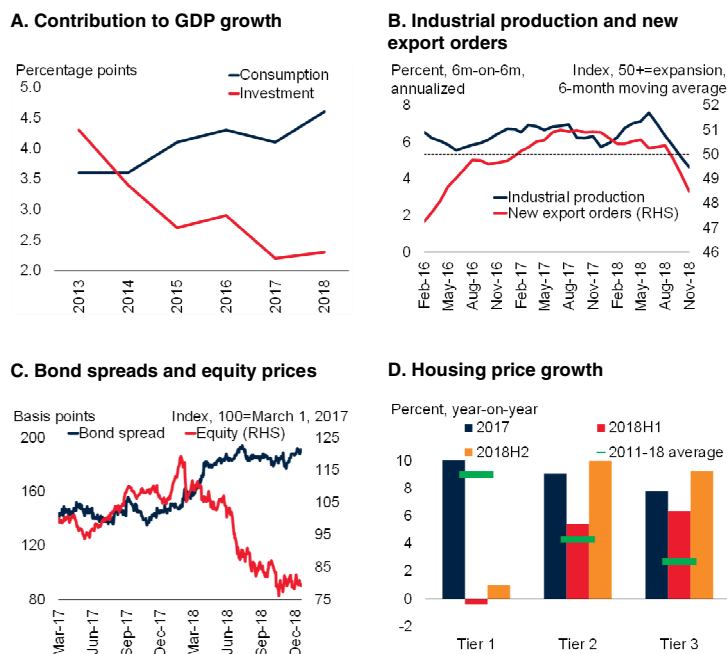 A. Contribution to GDP growth
Percentage points
Consumption
Investment
5.0
4.5
4.0
3.5
3.0
2.5
2.0
2013
2014
2015
2016
2017
2018
B. Industrial production and new
export orders
Percent, 6m-on-6m,
annualized
Index, 50+=expansion,
6-month moving average
8
6
4
2
0
52
51
50
49
48
47
46
Industrial production
New export orders (RHS)
Feb-16
May-16
Aug-16
Nov-16
Feb-17
May-17
Aug-17
Nov-17
Feb-18
May-18
Aug-18
Nov-18
C. Bond spreads and equity prices
Basis points
Index, 100=March 1, 2017
Bond spread
Equity (RHS)
200
160
120
80
125
115
105
95
85
75
Mar-17
Jun-17
Sep-17
Dec-17
Mar-18
Jun-18
Sep-18
Dec-18
D. Housing price growth
Percent, year-on-year
2017
2018H1
2018H2
2011-18 average
10
8
6
4
2
0
-2
Tier 1
Tier 2
Tier 3